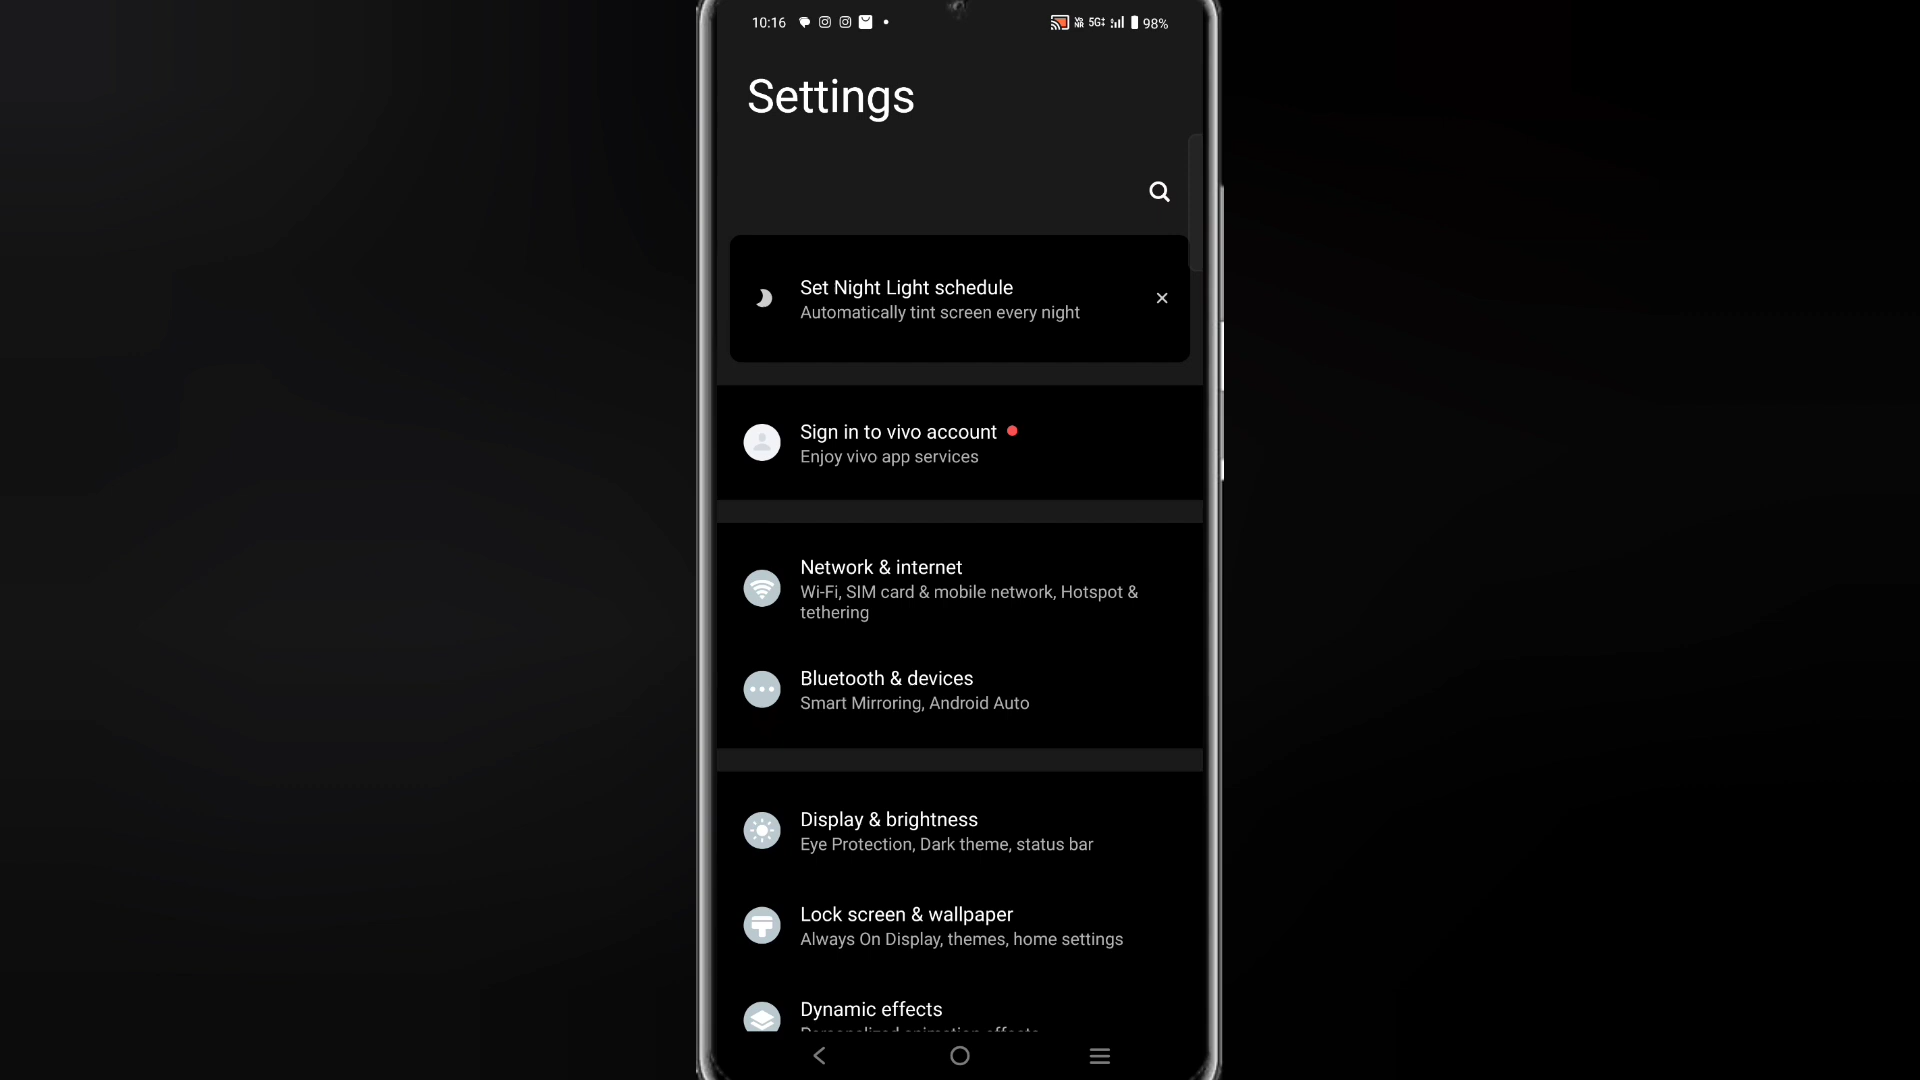 10:16
5G 98%
Settings
Set Night Light schedule
Automatically tint screen every night
Sign in to vivo account
Enjoy vivo app services
Network & internet
Wi-Fi, SIM card & mobile network, Hotspot &
tethering
Bluetooth & devices
Smart Mirroring, Android Auto
Display & brightness
Eye Protection, Dark theme, status bar
Lock screen & wallpaper
Always On Display, themes, home settings
Dynamic effects